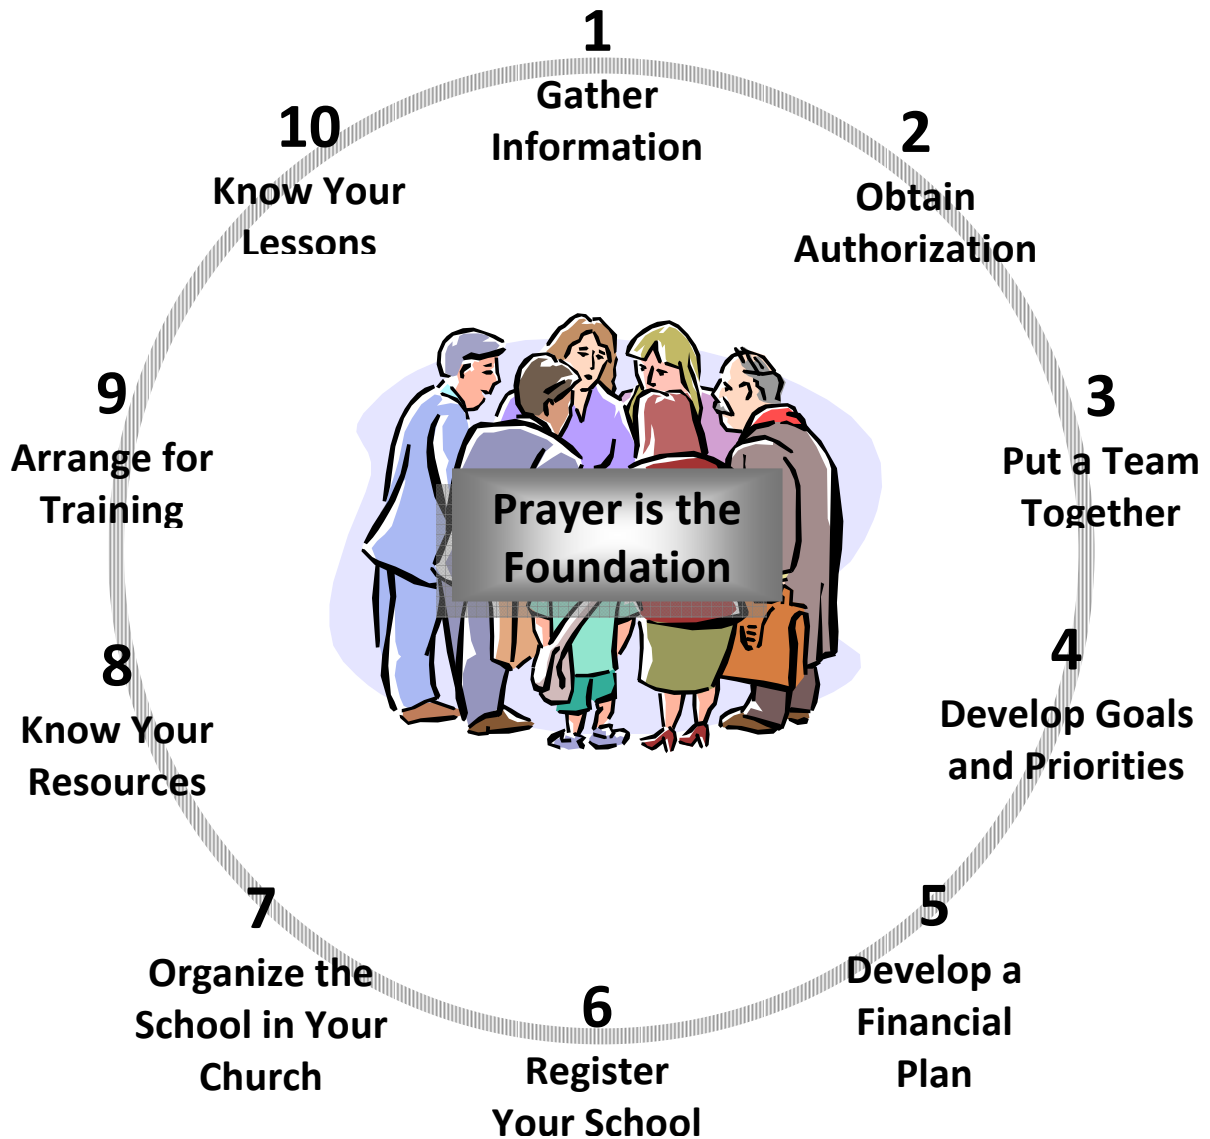 1
Gather
Information
2
Obtain
Authorization
3
Put a Team
Together
4
Develop Goals
and Priorities
5
Develop a
Financial
Plan
6
Register
Your School
7
Organize the
School in Your
Church
8
Know Your
Resources
9
Arrange for
Training
10
Know Your
Lessons
Prayer is the
Foundation